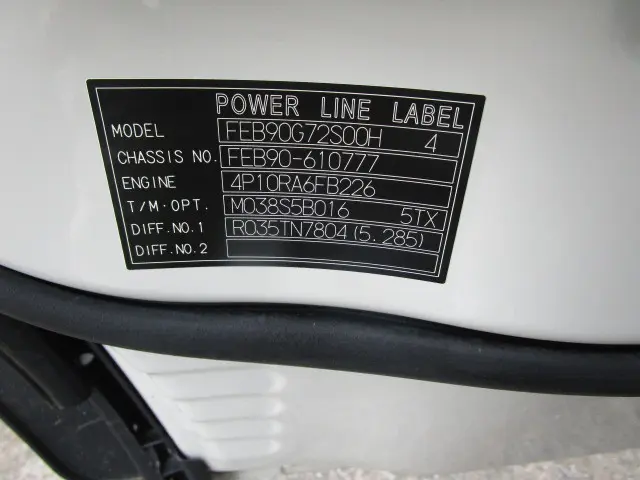 POWER LINE LABEL
MODEL FEB90G72S00H 4
CHASSIS NO. FEB90-610777
ENGINE 4P10RA6FB226
T/M·OPT. M038S5B016 5TX
DIFF.NO.1 R035TN7804(5.285)
DIFF.NO.2